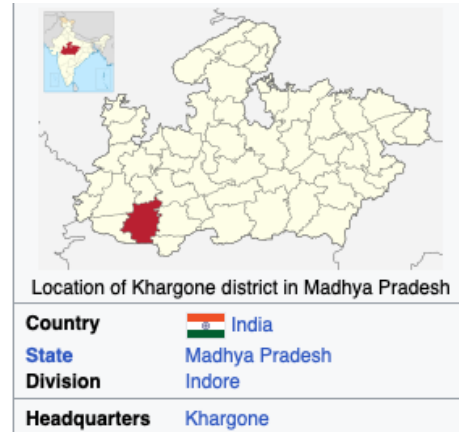 Location of Khargone district in Madhya Pradesh
Country India
State Madhya Pradesh
Division Indore
Headquarters Khargone